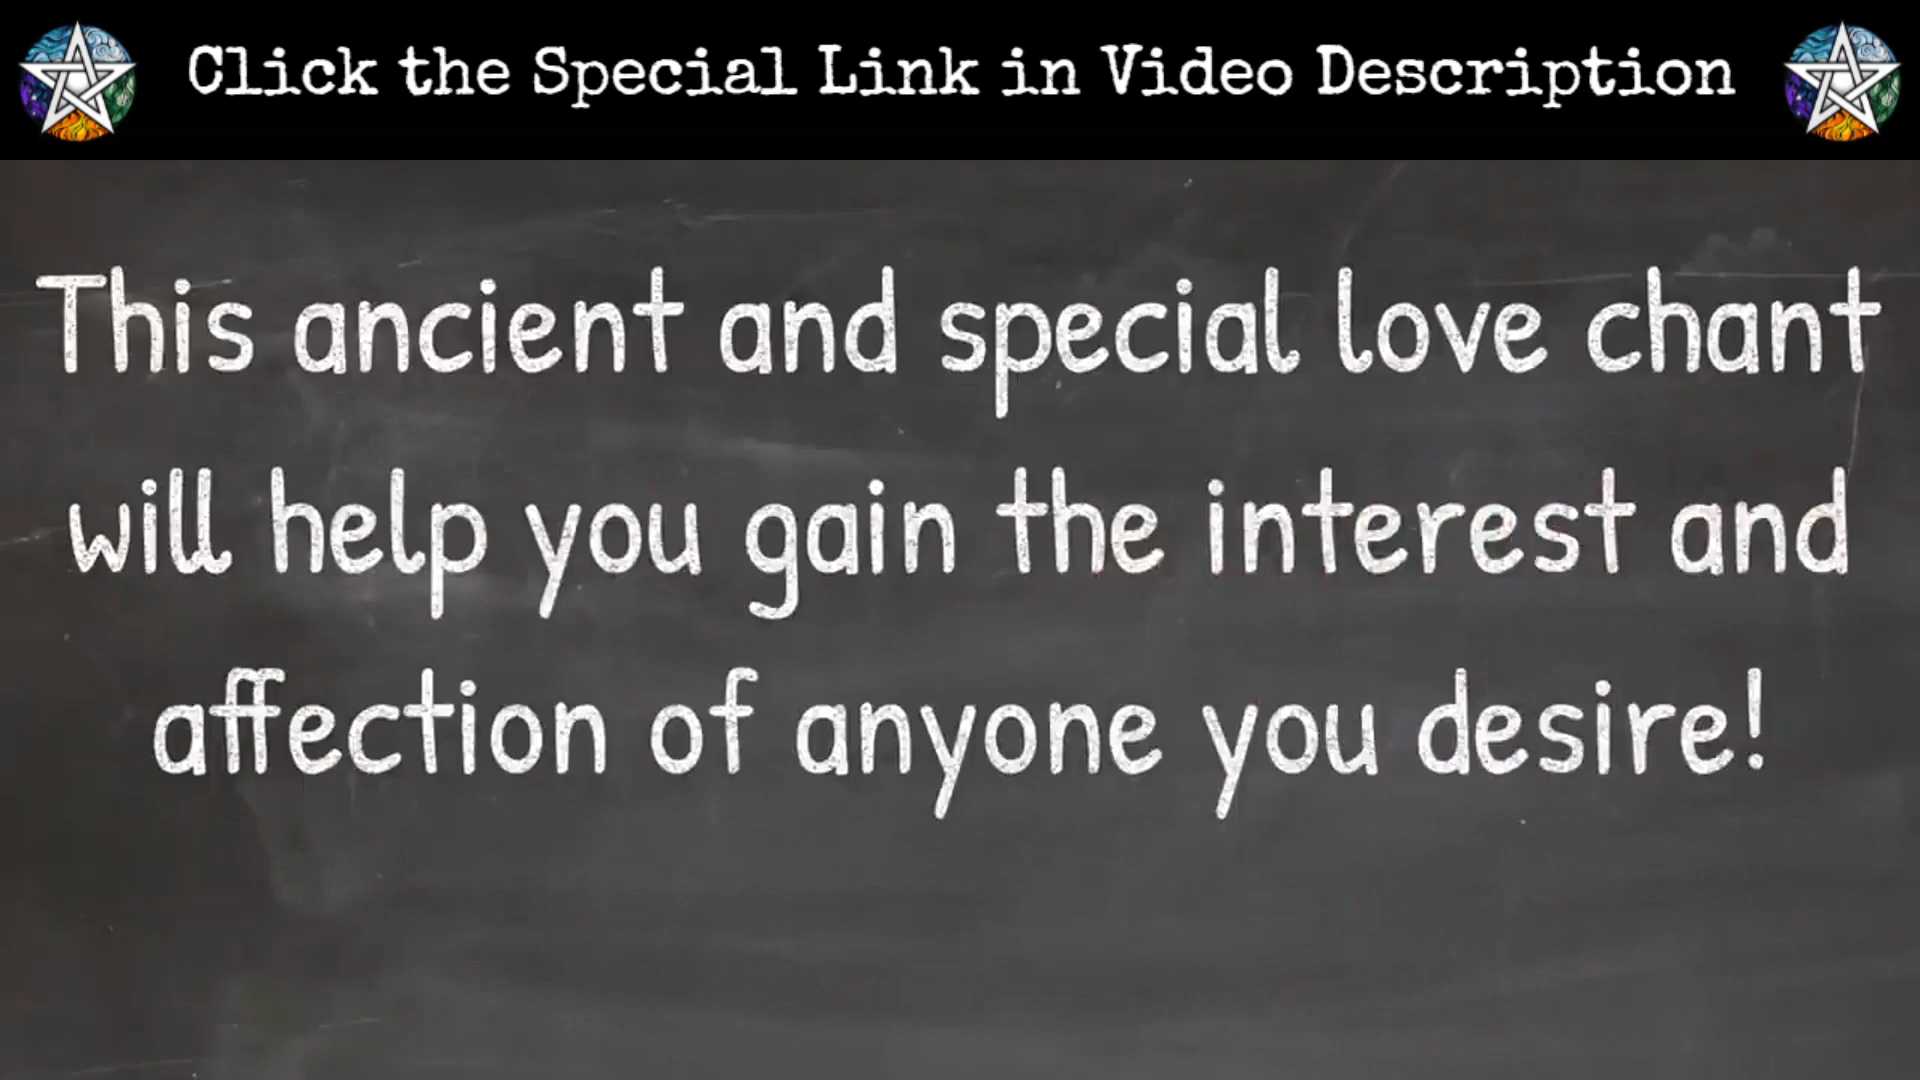 Click the Special Link in Video Description
This ancient and special love chant
will help you gain the interest and
affection of anyone you desire!